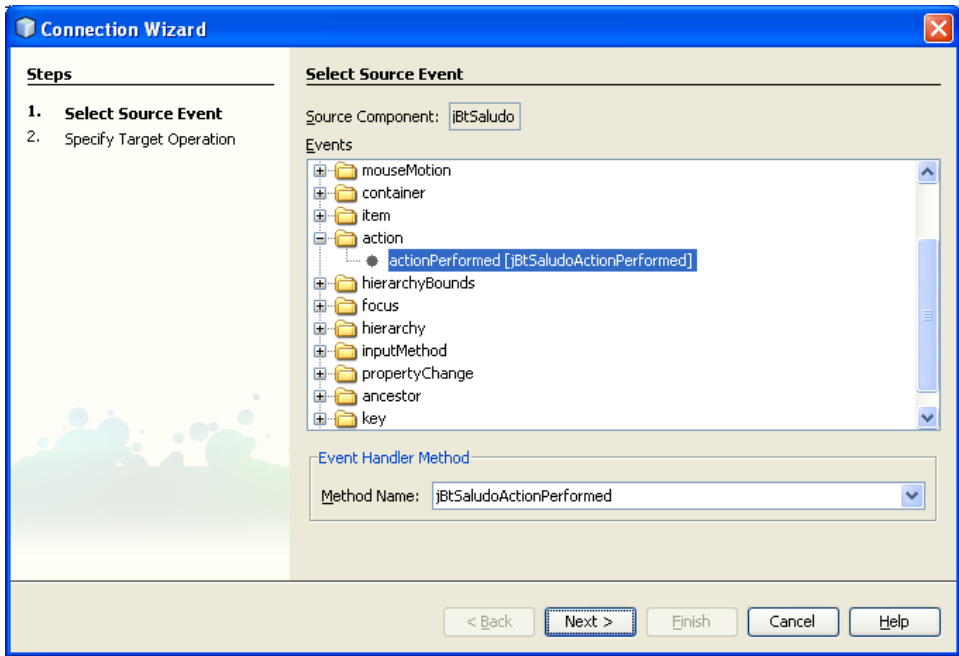 Connection Wizard
Steps
1. Select Source Event
2. Specify Target Operation
Select Source Event
Source Component: jBtSaludo
Events
mouseMotion
container
item
action
actionPerformed [jBtSaludoActionPerformed]
hierarchyBounds
focus
hierarchy
inputMethod
propertyChange
ancestor
key
Event Handler Method
Method Name: jBtSaludoActionPerformed
< Back Next > Finish Cancel Help